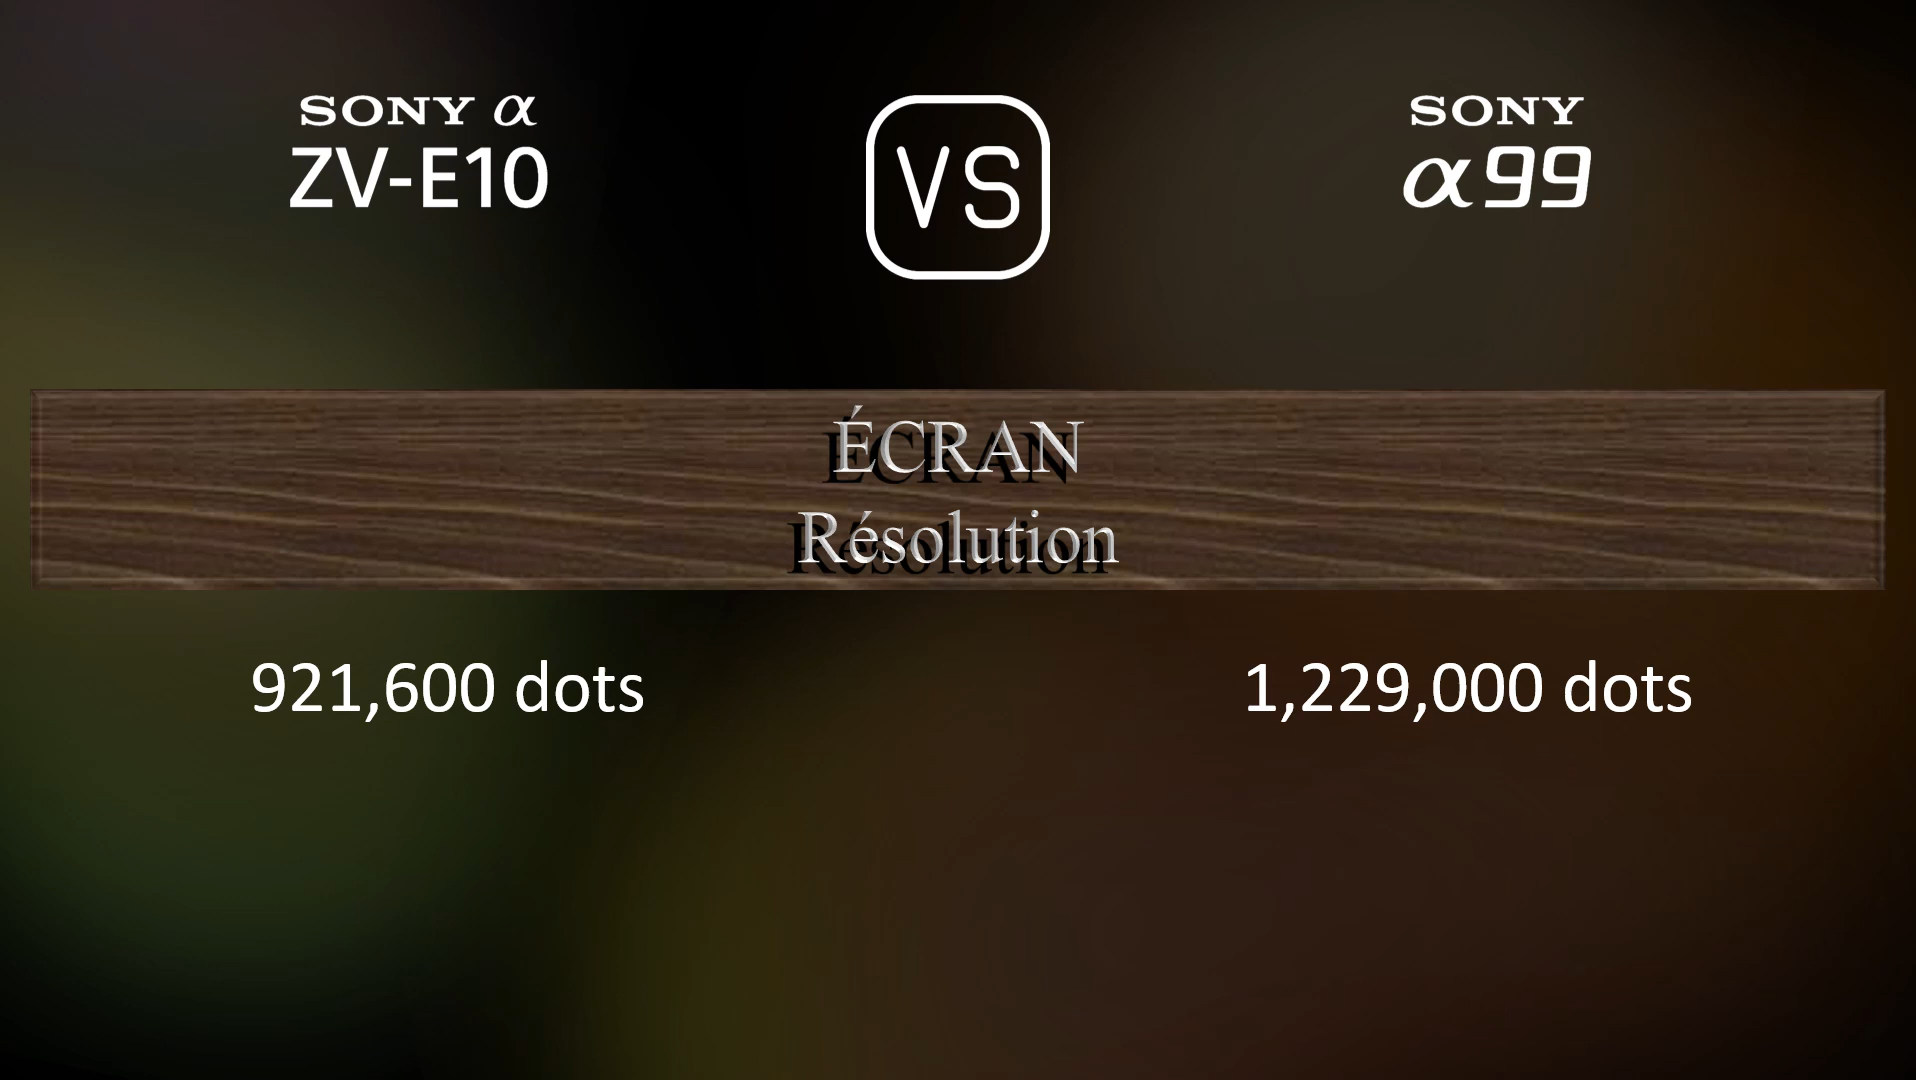 SONY α
ZV-E10
VS
SONY
α99
ÉCRAN
Résolution
921,600 dots
1,229,000 dots